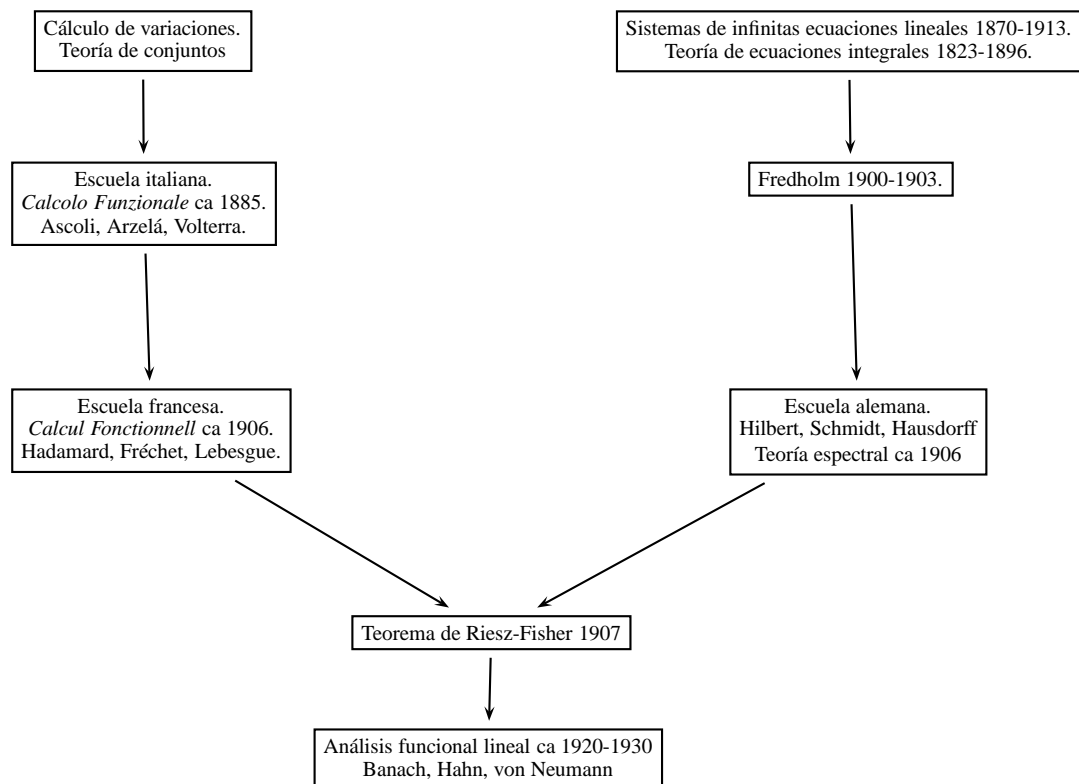 Cálculo de variaciones.
Teoría de conjuntos
Sistemas de infinitas ecuaciones lineales 1870-1913.
Teoría de ecuaciones integrales 1823-1896.
Escuela italiana.
Calcolo Funzionale ca 1885.
Ascoli, Arzelá, Volterra.
Fredholm 1900-1903.
Escuela francesa.
Calcul Fonctionnell ca 1906.
Hadamard, Fréchet, Lebesgue.
Escuela alemana.
Hilbert, Schmidt, Hausdorff
Teoría espectral ca 1906
Teorema de Riesz-Fisher 1907
Análisis funcional lineal ca 1920-1930
Banach, Hahn, von Neumann